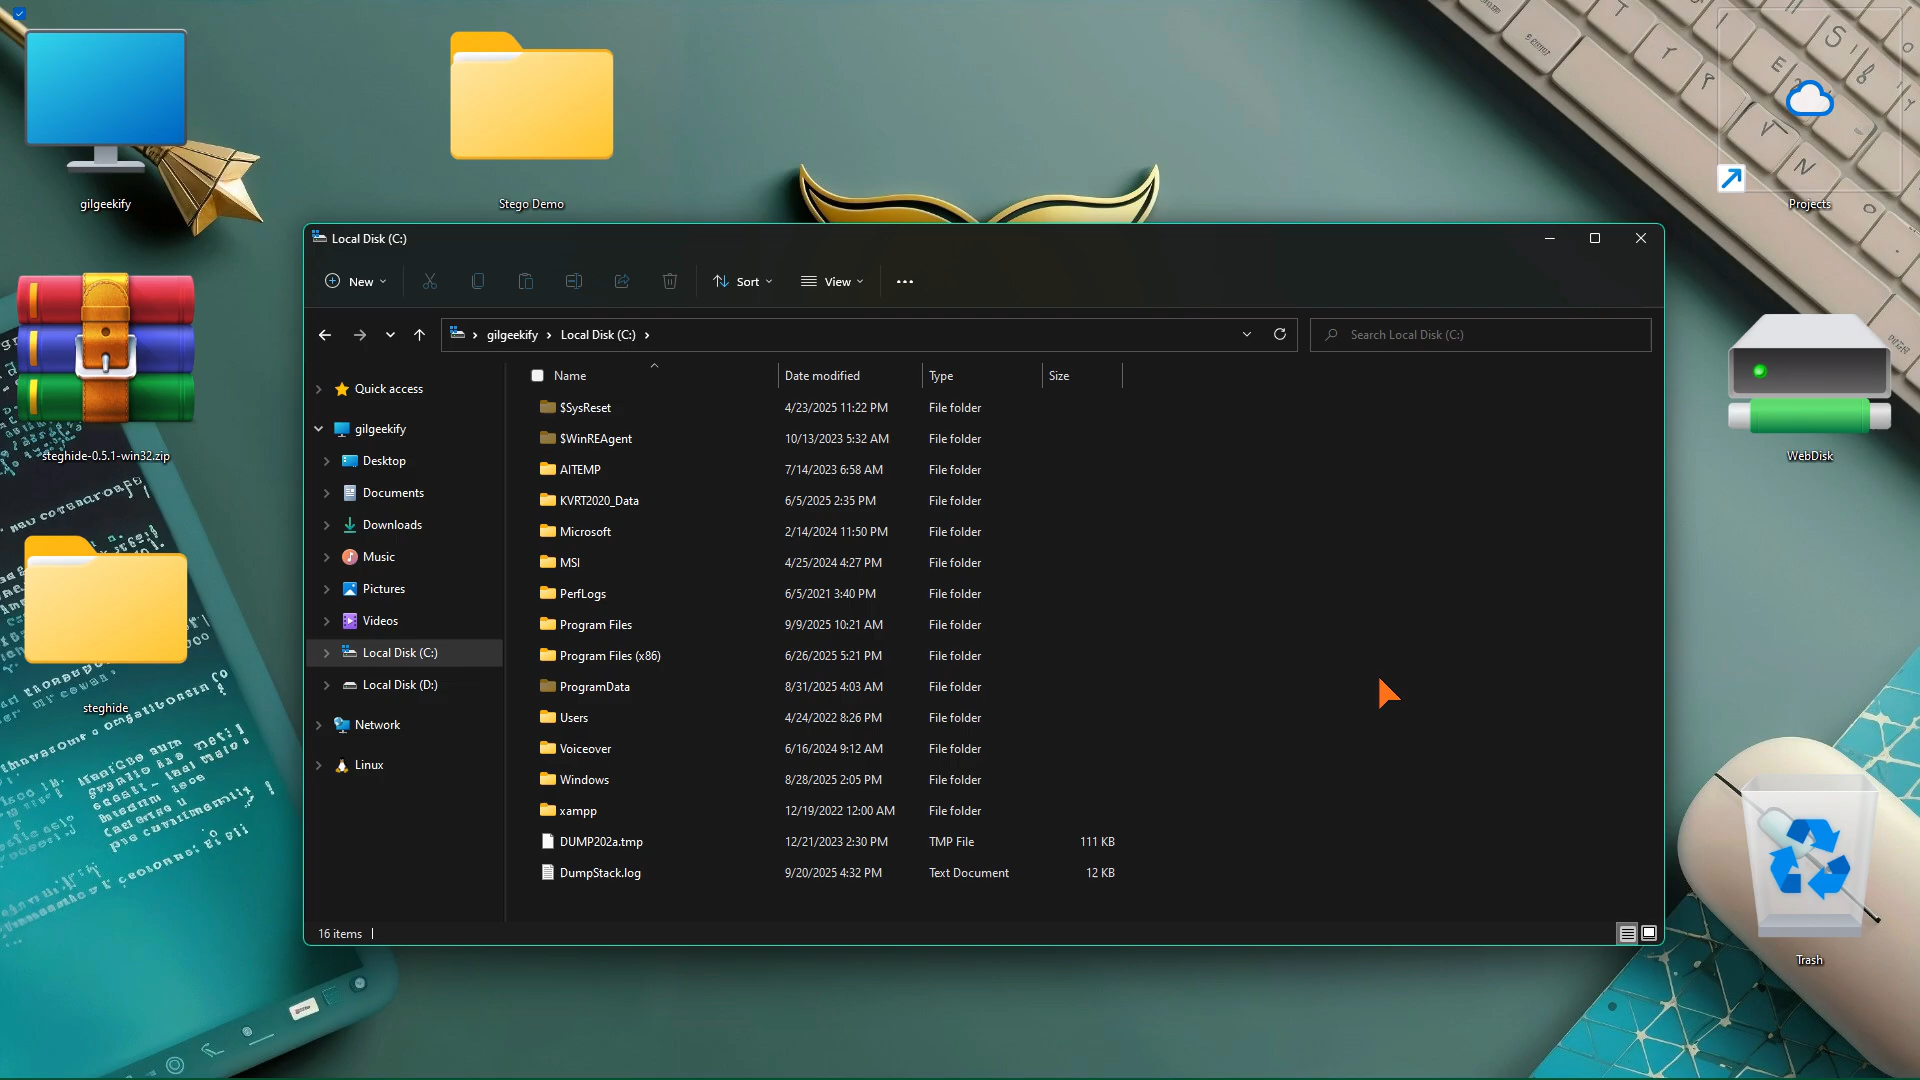 gilgeekify
Stego Demo
Projects
steghide-0.5.1-win32.zip
WebDisk
steghide
Trash
Local Disk (C:)
New
Sort
View
gilgeekify
Local Disk (C:)
Search Local Disk (C:)
Quick access
gilgeekify
Desktop
Documents
Downloads
Music
Pictures
Videos
Local Disk (C:)
Local Disk (D:)
Network
Linux
Name Date modified Type Size
$SysReset 4/23/2025 11:22 PM File folder
$WinREAgent 10/13/2023 5:32 AM File folder
AITEMP 7/14/2023 6:58 AM File folder
KVRT2020_Data 6/5/2025 2:35 PM File folder
Microsoft 2/14/2024 11:50 PM File folder
MSI 4/25/2024 4:27 PM File folder
PerfLogs 6/5/2021 3:40 PM File folder
Program Files 9/9/2025 10:21 AM File folder
Program Files (x86) 6/26/2025 5:21 PM File folder
ProgramData 8/31/2025 4:03 AM File folder
Users 4/24/2022 8:26 PM File folder
Voiceover 6/16/2024 9:12 AM File folder
Windows 8/28/2025 2:05 PM File folder
xampp 12/19/2022 12:00 AM File folder
DUMP202a.tmp 12/21/2023 2:30 PM TMP File 111 KB
DumpStack.log 9/20/2025 4:32 PM Text Document 12 KB
16 items